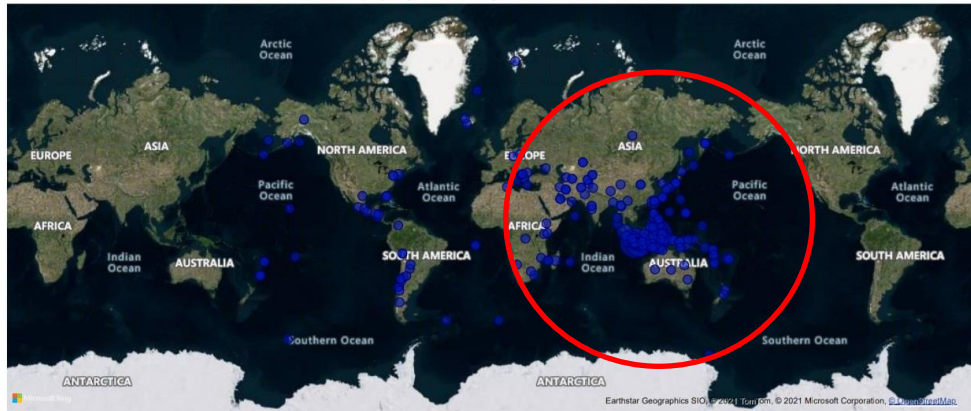 Arctic
Ocean
Arctic
Ocean
EUROPE
ASIA
NORTH AMERICA
EUROPE
ASIA
NORTH AMERICA
Pacific
Ocean
Atlantic
Ocean
Pacific
Ocean
Atlantic
Ocean
AFRICA
AFRICA
Indian
Ocean
AUSTRALIA
SOUTH AMERICA
Indian
Ocean
AUSTRALIA
SOUTH AMERICA
Southern Ocean
Southern Ocean
ANTARCTICA
ANTARCTICA
Microsoft Bing
Earthstar Geographics SIO, © 2021 TomTom, © 2021 Microsoft Corporation, © OpenStreetMap